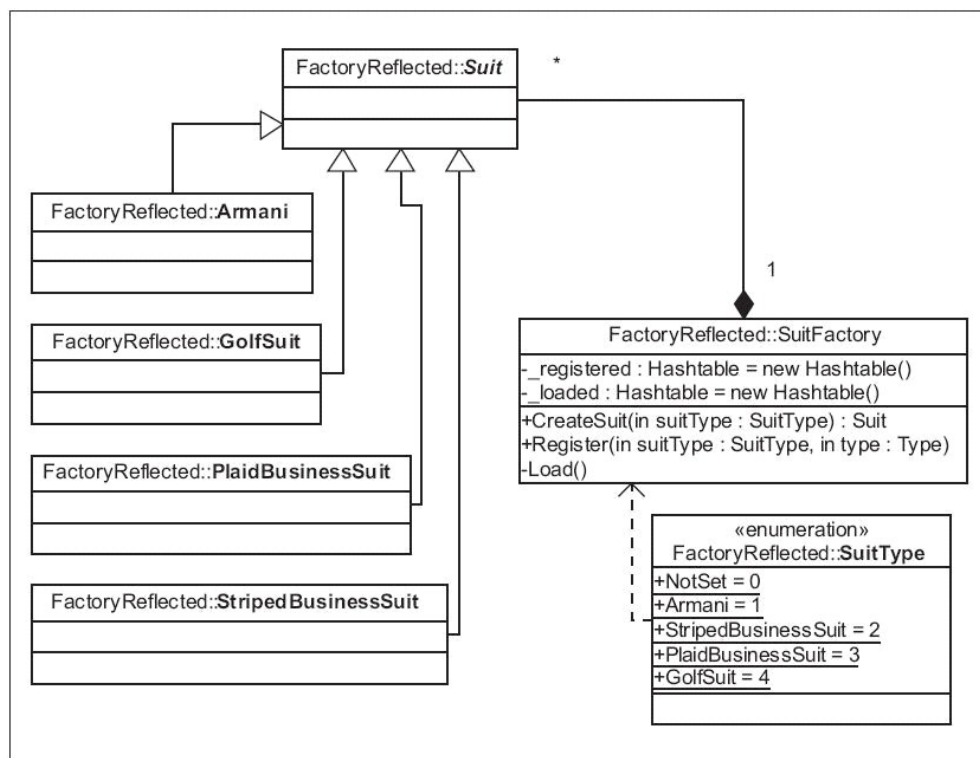 FactoryReflected::Suit
*
FactoryReflected::Armani
1
FactoryReflected::GolfSuit
FactoryReflected::SuitFactory
-_registered : Hashtable = new Hashtable()
-_loaded : Hashtable = new Hashtable()
+CreateSuit(in suitType : SuitType) : Suit
+Register(in suitType : SuitType, in type : Type)
-Load()
FactoryReflected::PlaidBusinessSuit
«enumeration»
FactoryReflected::SuitType
+NotSet = 0
+Armani = 1
+StripedBusinessSuit = 2
+PlaidBusinessSuit = 3
+GolfSuit = 4
FactoryReflected::StripedBusinessSuit